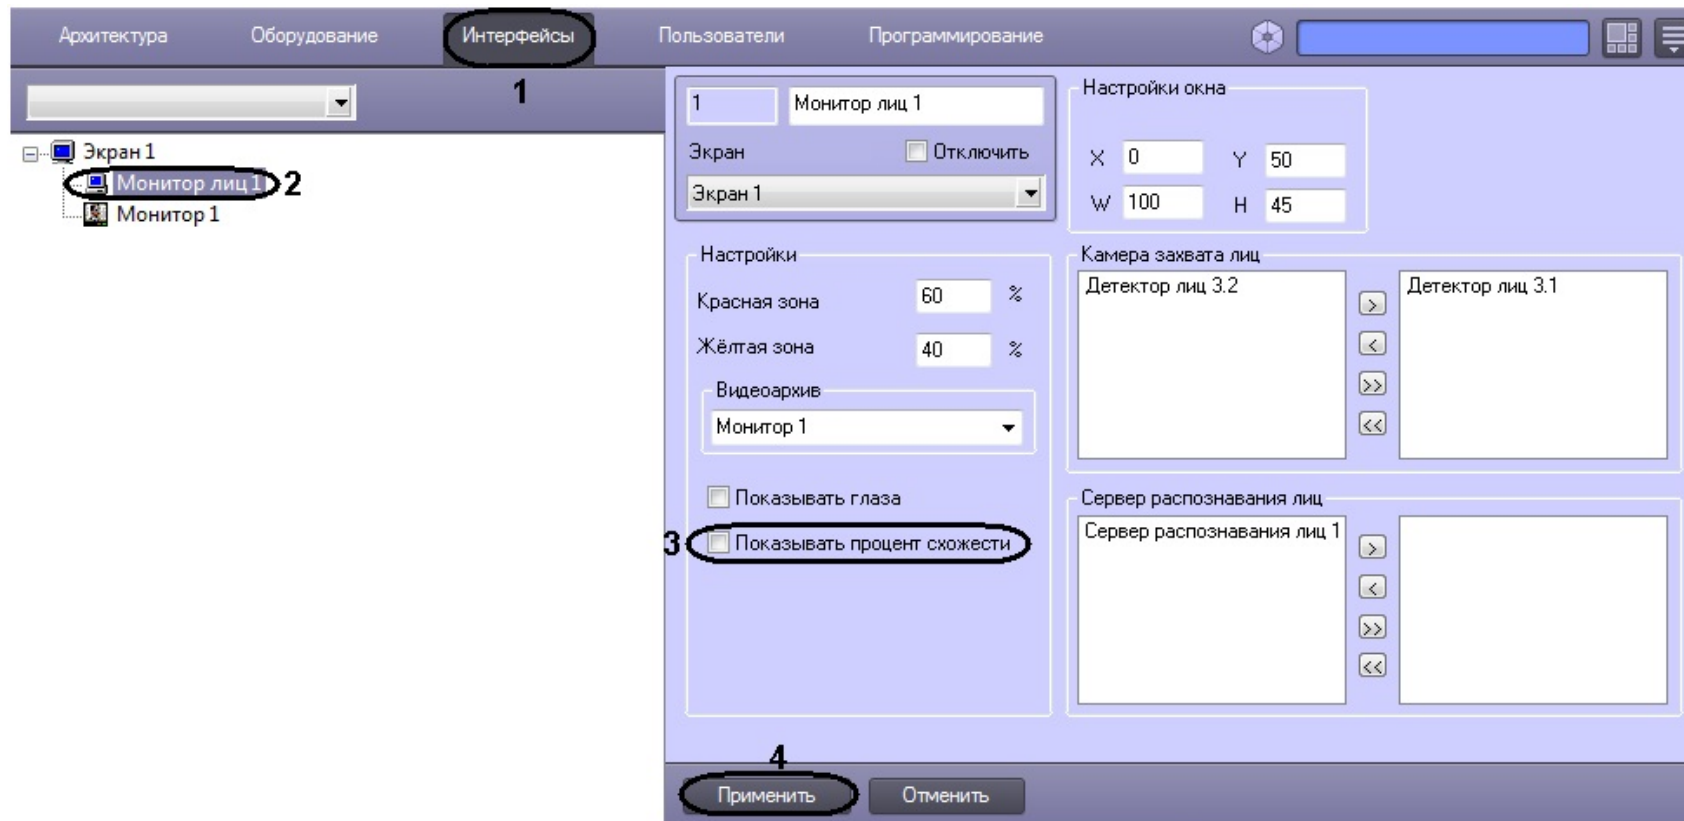 Архитектура Оборудование Интерфейсы Пользователи Программирование
1
Экран 1
Монитор лиц 1 2
Монитор 1
1 Монитор лиц 1
Экран Отключить
Экран 1
Настройки окна
X 0 Y 50
W 100 H 45
Настройки
Красная зона 60 %
Жёлтая зона 40 %
Видеоархив
Монитор 1
Показывать глаза
3 Показывать процент схожести
Камера захвата лиц
Детектор лиц 3.2 > Детектор лиц 3.1
<
>>
<<
Сервер распознавания лиц
Сервер распознавания лиц 1 >
<
>>
<<
4
Применить Отменить